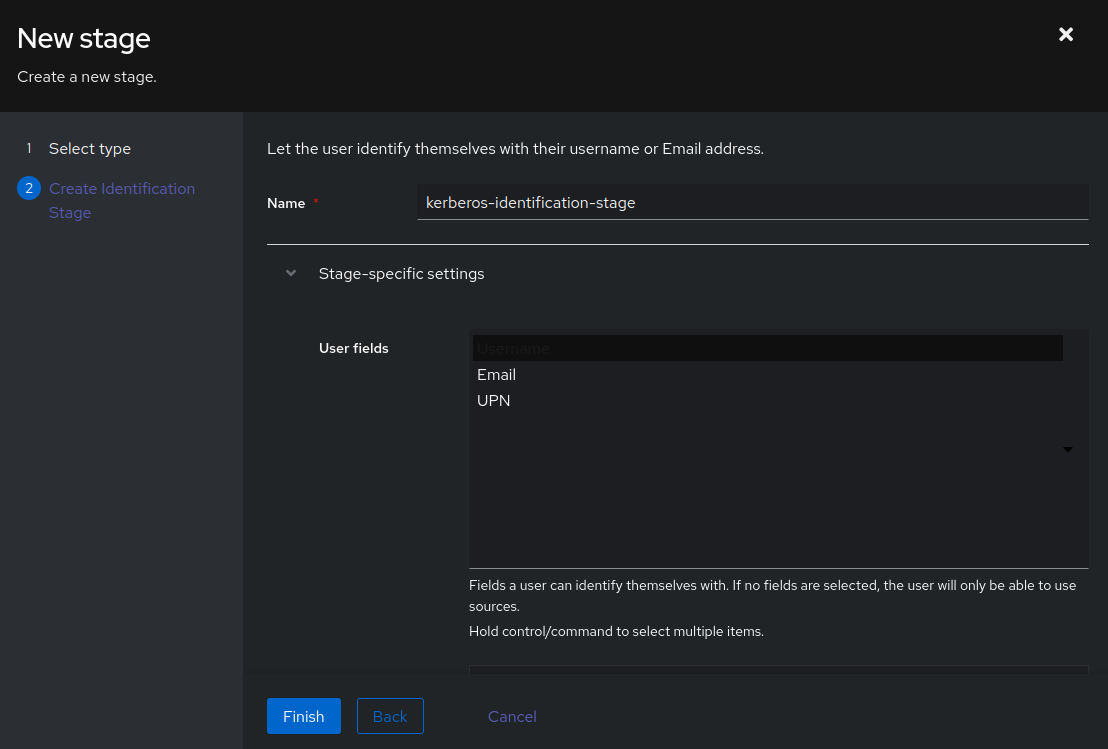 New stage
Create a new stage.
1 Select type
2 Create Identification
Stage
Let the user identify themselves with their username or Email address.
Name *
kerberos-identification-stage
Stage-specific settings
User fields
Username
Email
UPN
Fields a user can identify themselves with. If no fields are selected, the user will only be able to use
sources.
Hold control/command to select multiple items.
Finish
Back
Cancel